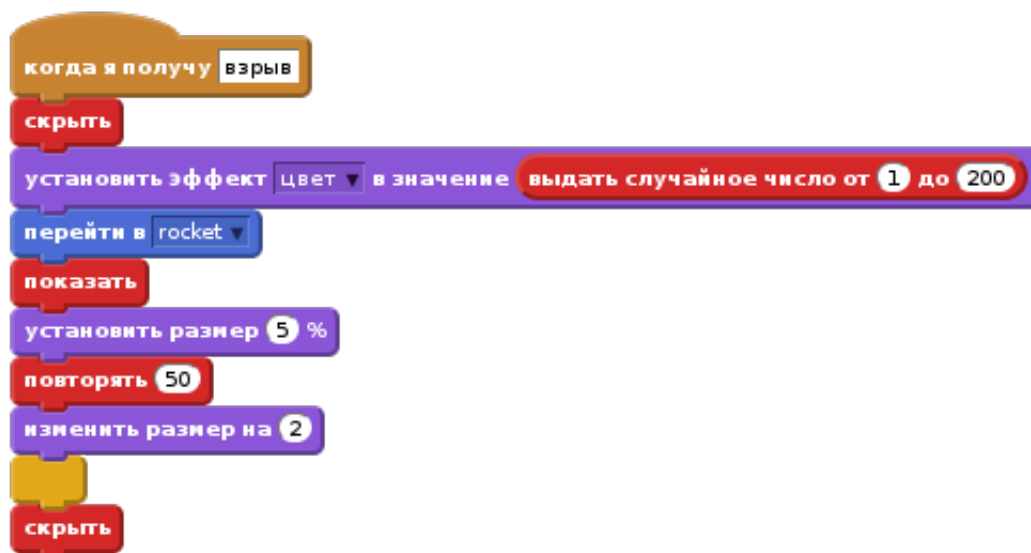 когда я получу взрыв
скрыть
установить эффект цвет в значение выдать случайное число от 1 до 200
перейти в rocket
показать
установить размер 5 %
повторять 50
изменить размер на 2
скрыть